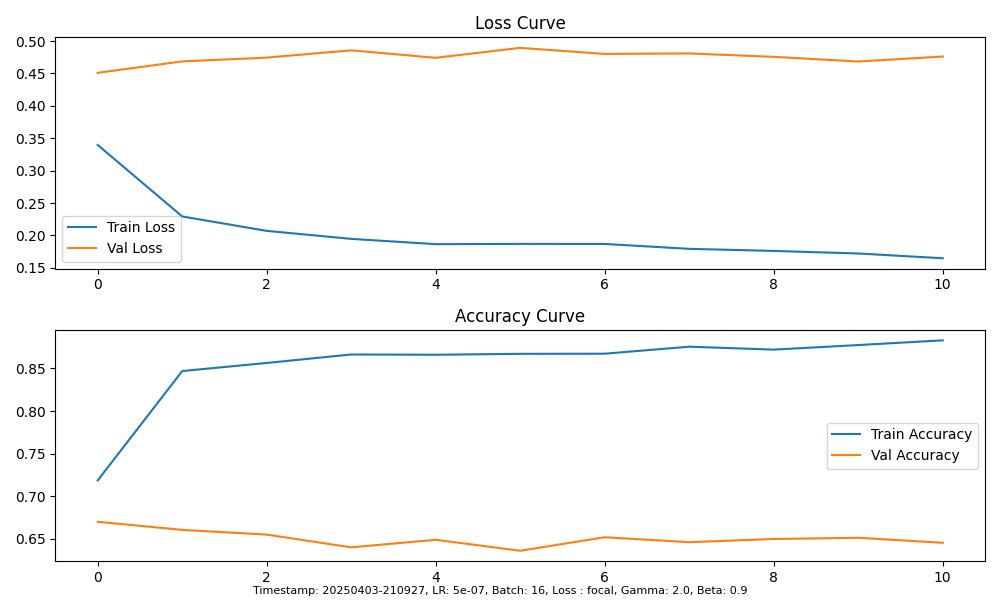 Loss Curve
0.50
0.45
0.40
0.35
0.30
0.25
0.20
0.15
Train Loss
Val Loss
0 2 4 6 8 10
Accuracy Curve
0.85
0.80
0.75
0.70
0.65
Train Accuracy
Val Accuracy
0 2 4 6 8 10
Timestamp: 20250403-210927, LR: 5e-07, Batch: 16, Loss : focal, Gamma: 2.0, Beta: 0.9